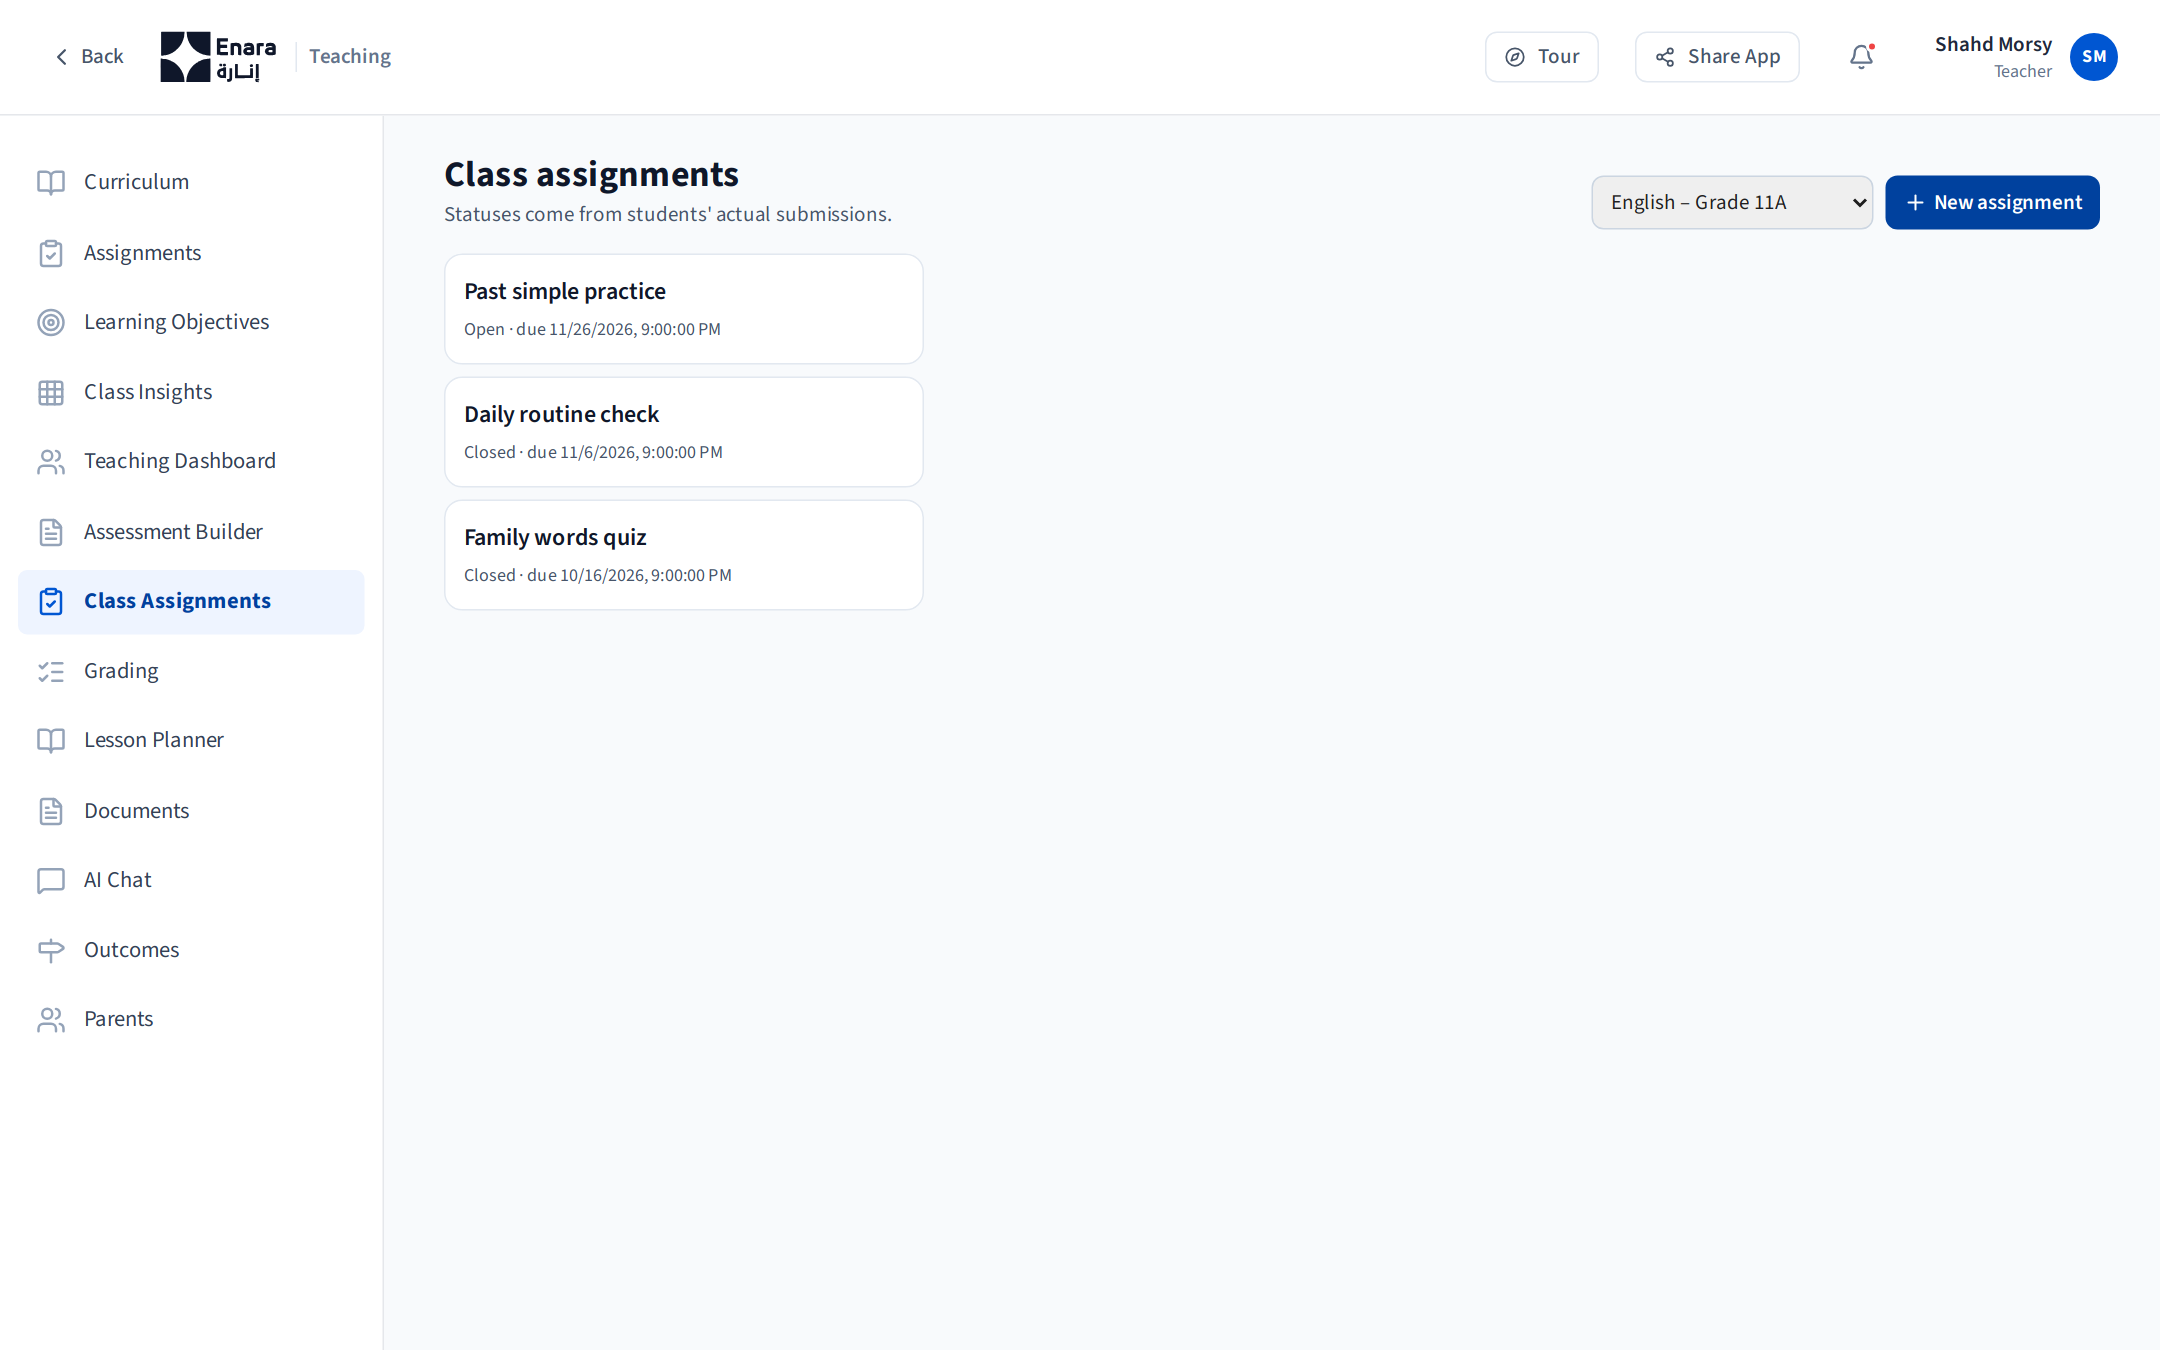 Back
Enara
إنارة
Teaching
Tour
Share App
Shahd Morsy
Teacher
SM
Curriculum
Assignments
Learning Objectives
Class Insights
Teaching Dashboard
Assessment Builder
Class Assignments
Grading
Lesson Planner
Documents
AI Chat
Outcomes
Parents
Class assignments
Statuses come from students' actual submissions.
English – Grade 11A
New assignment
Past simple practice
Open · due 11/26/2026, 9:00:00 PM
Daily routine check
Closed · due 11/6/2026, 9:00:00 PM
Family words quiz
Closed · due 10/16/2026, 9:00:00 PM